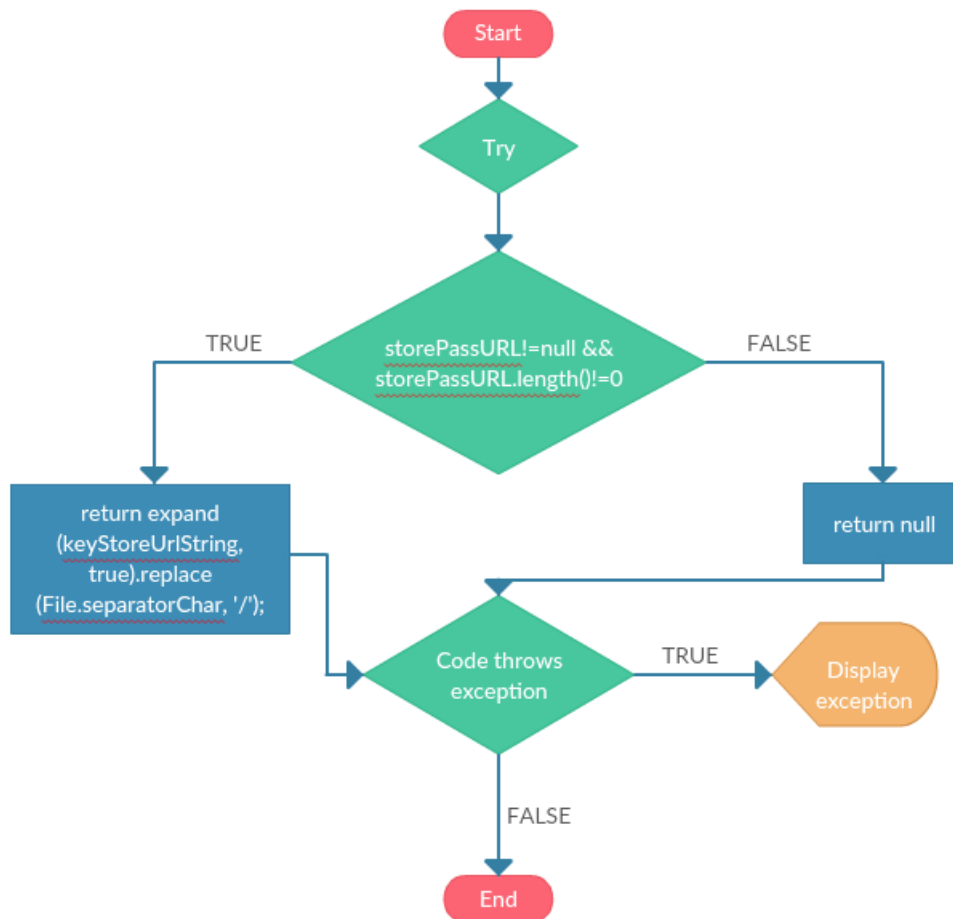 Start
Try
TRUE
FALSE
storePassURL!=null &&
storePassURL.length()!=0
return expand
(keyStoreUrlString,
true).replace
(File.separatorChar, '/');
return null
Code throws
exception
TRUE
Display
exception
FALSE
End